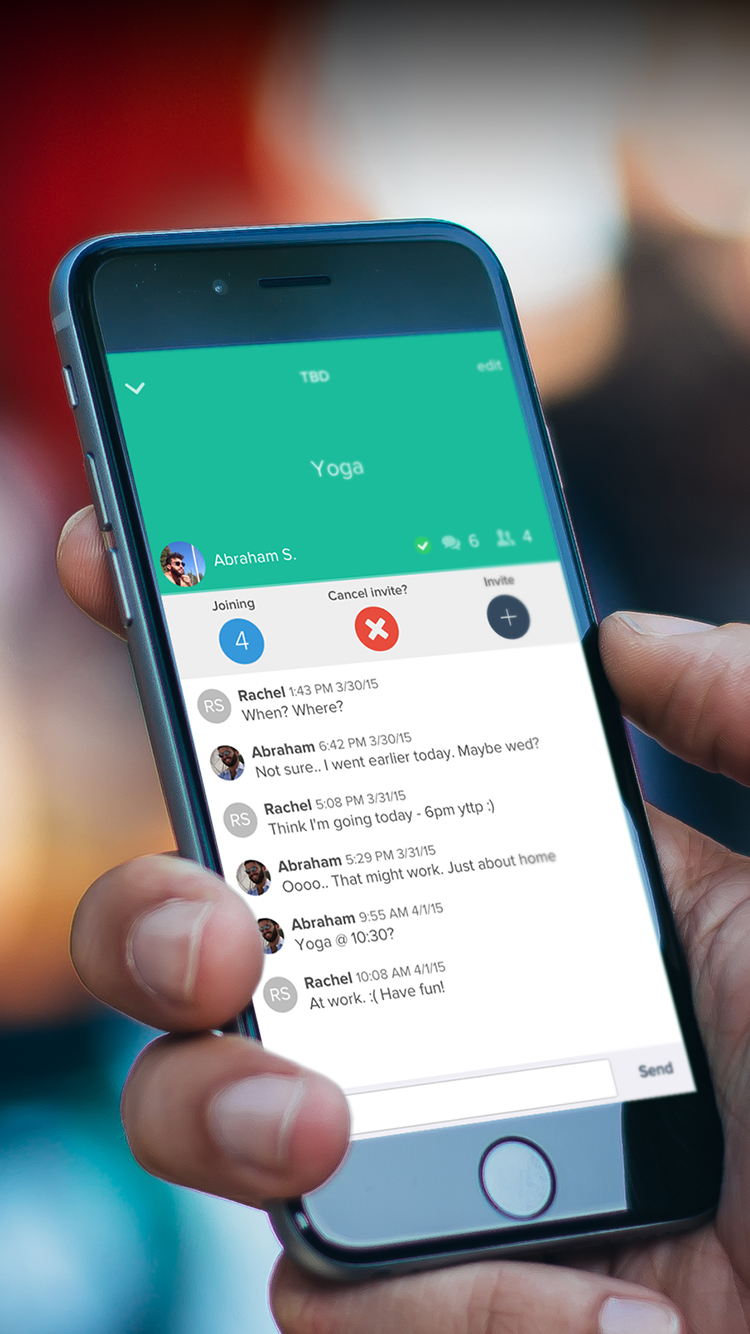 TBD
edit
Yoga
Abraham S.
6
4
Joining
Cancel invite?
Invite
4
RS
Rachel 1:43 PM 3/30/15
When? Where?
Abraham 6:42 PM 3/30/15
Not sure.. I went earlier today. Maybe wed?
RS
Rachel 5:08 PM 3/31/15
Think I'm going today - 6pm yttp :)
Abraham 5:29 PM 3/31/15
Oooo.. That might work. Just about home
Abraham 9:55 AM 4/1/15
Yoga @ 10:30?
RS
Rachel 10:08 AM 4/1/15
At work. :( Have fun!
Send